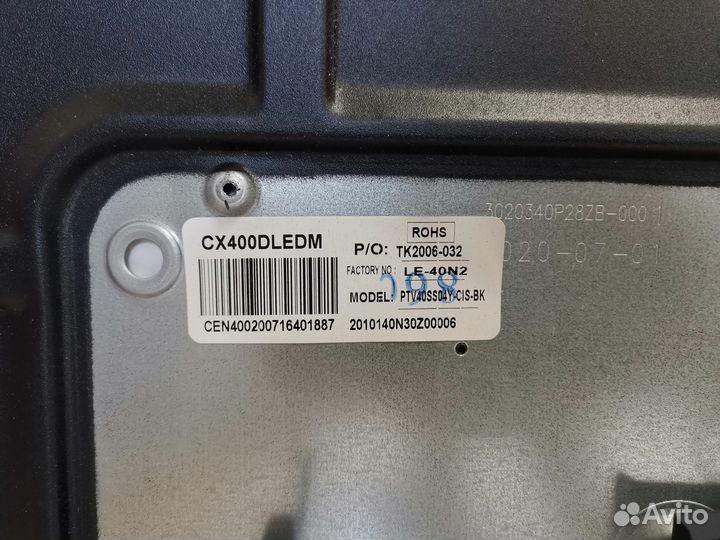 3020340P28ZB-0001
020-07-01
CX400DLEDM
ROHS
P/O: TK2006-032
FACTORY NO: LE-40N2
MODEL: PTV40SS04Y-CIS-BK
CEN400200716401887
2010140N30Z00006
Avito